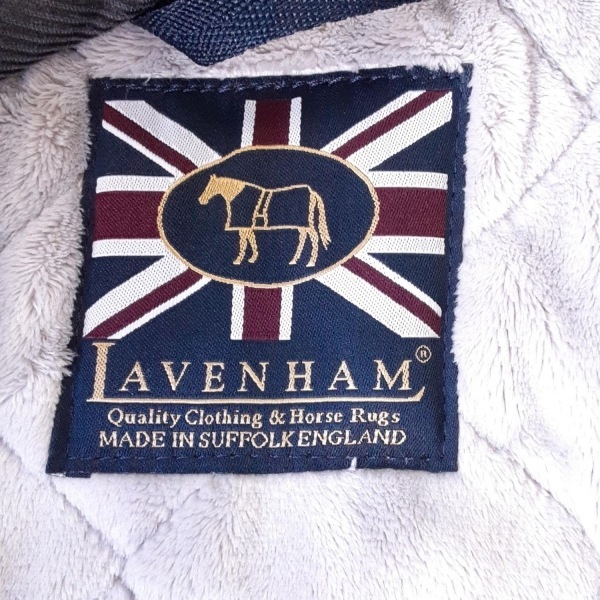 LAVENHAM®
Quality Clothing & Horse Rugs
MADE IN SUFFOLK ENGLAND